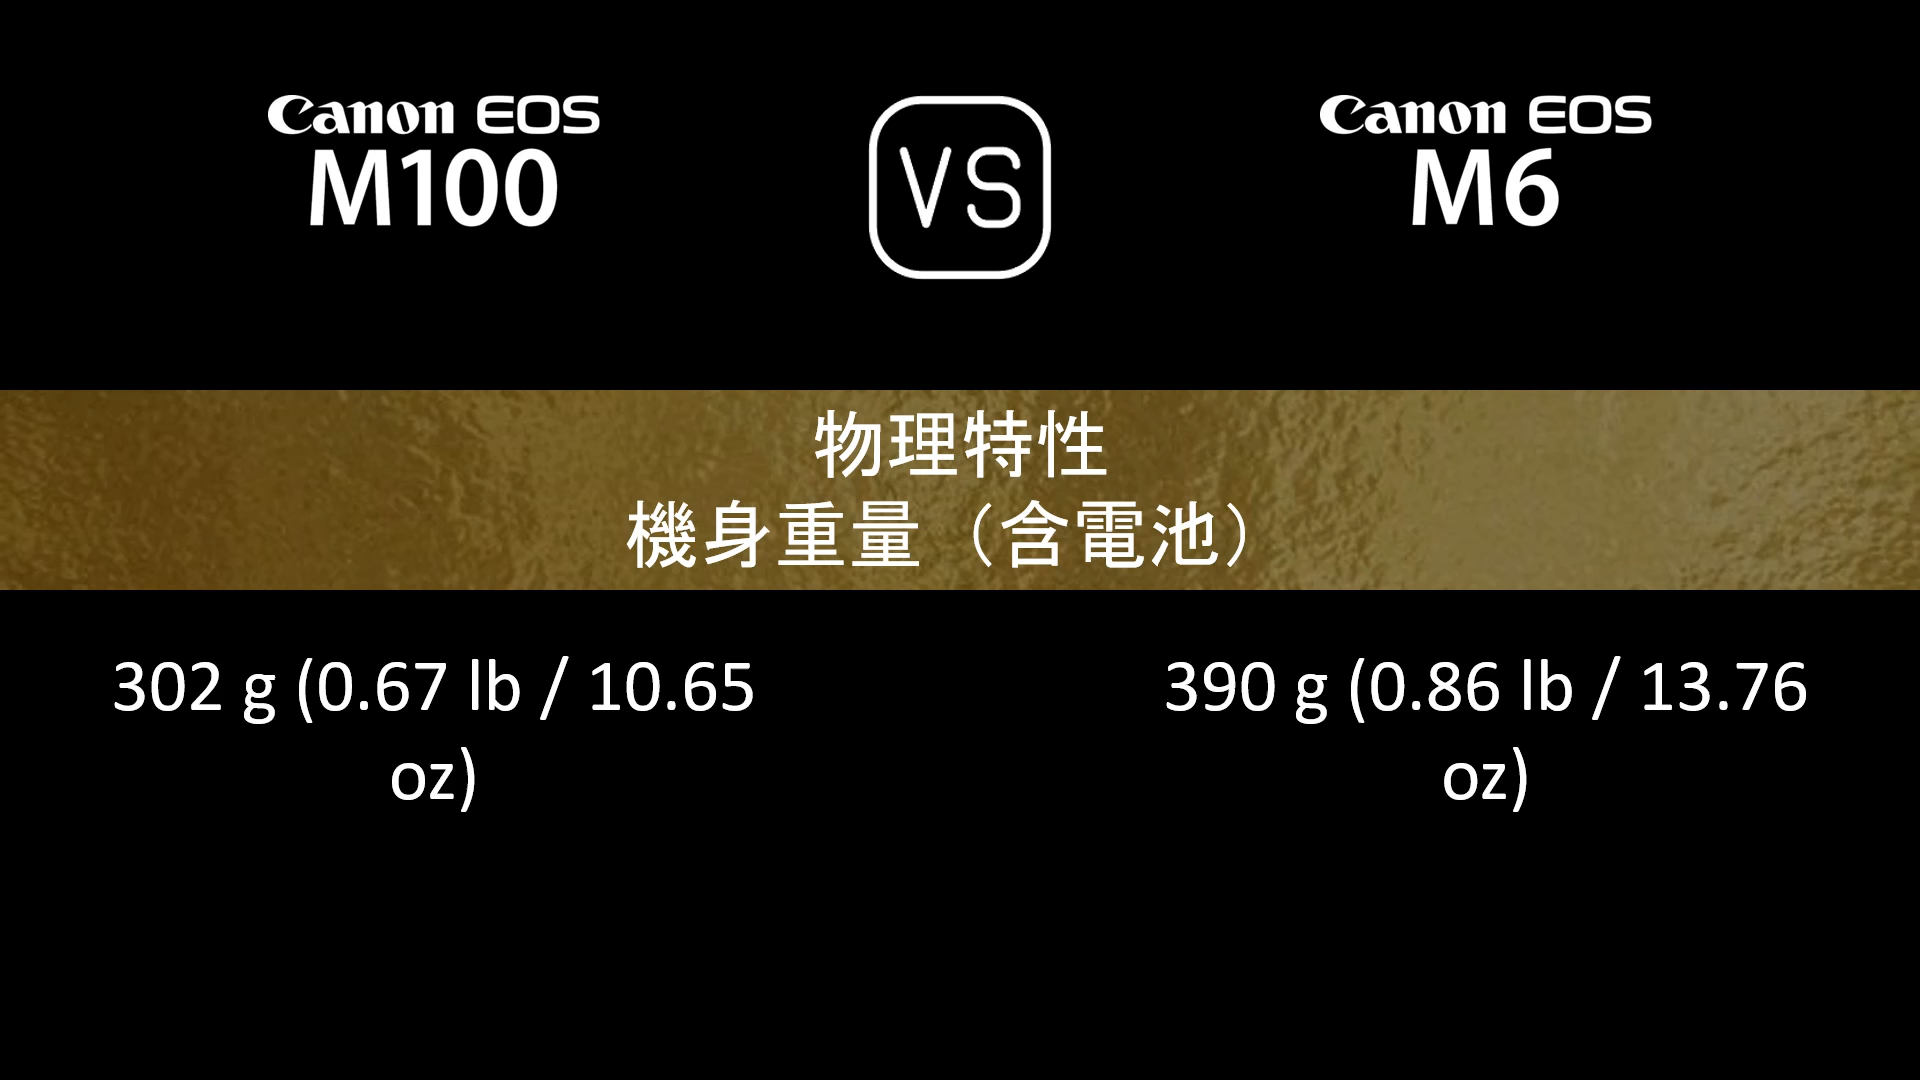 Canon EOS
M100
VS
Canon EOS
M6
物理特性
機身重量（含電池）
302 g (0.67 lb / 10.65
oz)
390 g (0.86 lb / 13.76
oz)